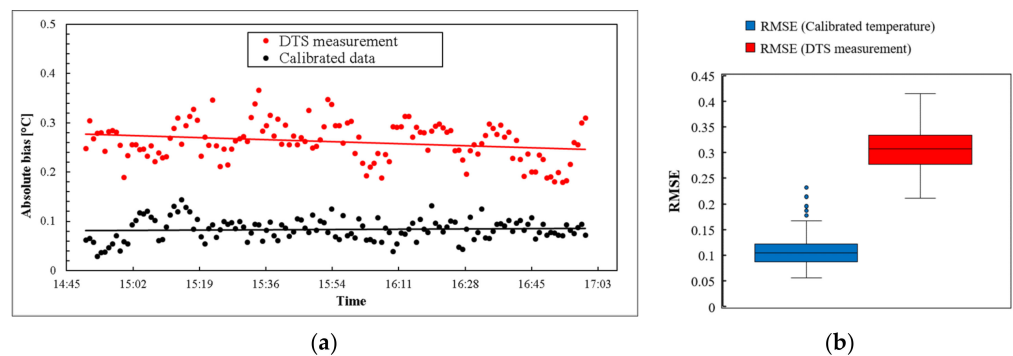 0.5
0.4
0.3
0.2
0.1
0
Absolute bias [°C]
DTS measurement
Calibrated data
14:45
15:02
15:19
15:36
15:54
16:11
16:28
16:45
17:03
Time
(a)
RMSE (Calibrated temperature)
RMSE (DTS measurement)
0.45
0.4
0.35
0.3
0.25
0.2
0.15
0.1
0.05
0
RMSE
(b)